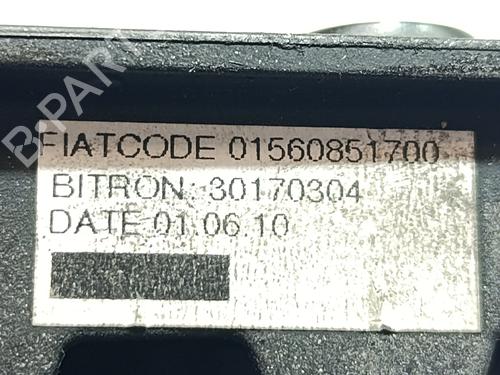 B-PARTS
FIATCODE 01560851700
BITRON: 30170304
DATE 01.06.10